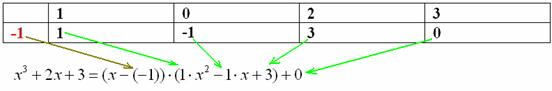 1 0 2 3
-1 1 -1 3 0
x³ + 2x + 3 = (x − (−1)) · (1 · x² − 1 · x + 3) + 0